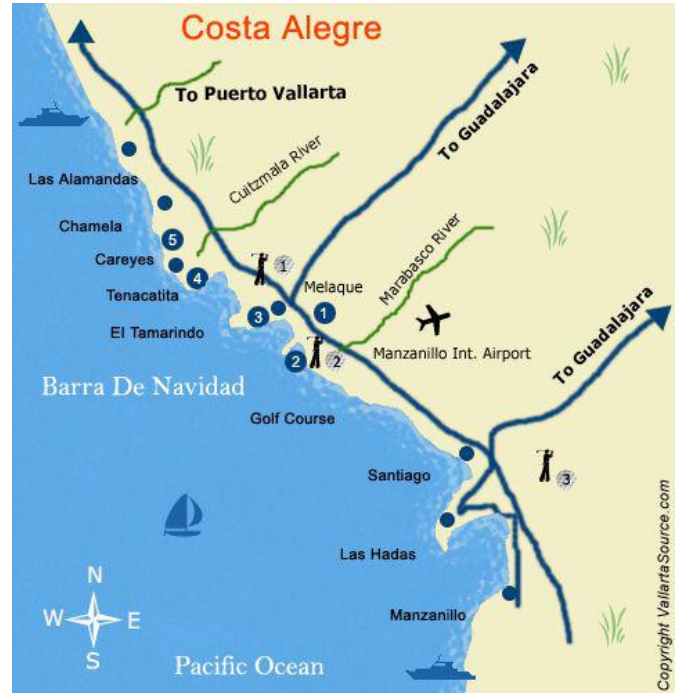 Costa Alegre
To Puerto Vallarta
To Guadalajara
Las Alamandas
Cuitzmala River
Chamela
5
Careyes
4
1
Marabasco River
Tenacatita
Melaque
3
1
El Tamarindo
2
2
Manzanillo Int. Airport
To Guadalajara
Barra De Navidad
Golf Course
Santiago
3
Las Hadas
N
W E
S
Manzanillo
Pacific Ocean
Copyright VallartaSource.com